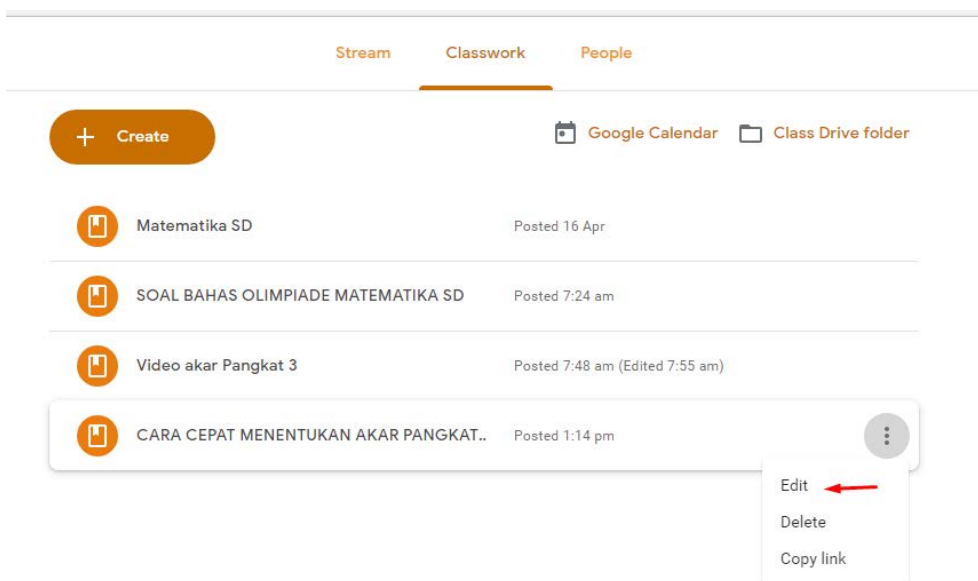 Stream Classwork People
Create Google Calendar Class Drive folder
Matematika SD Posted 16 Apr
SOAL BAHAS OLIMPIADE MATEMATIKA SD Posted 7:24 am
Video akar Pangkat 3 Posted 7:48 am (Edited 7:55 am)
CARA CEPAT MENENTUKAN AKAR PANGKAT.. Posted 1:14 pm
Edit
Delete
Copy link